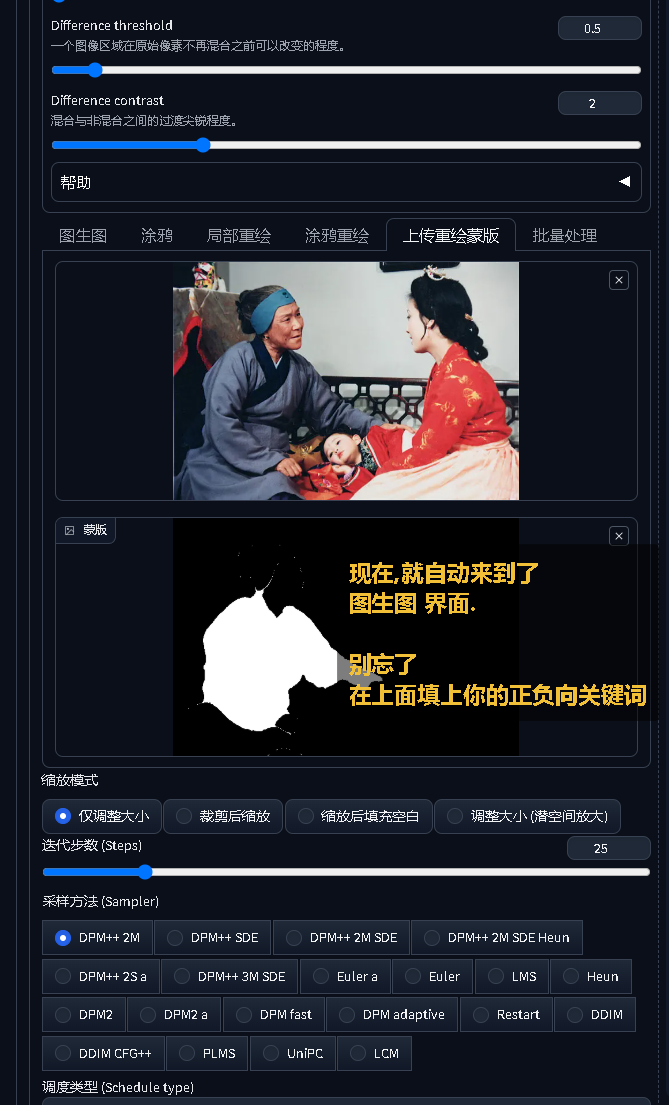 Difference threshold
0.5
一个图像区域在原始像素不再混合之前可以改变的程度。
Difference contrast
2
混合与非混合之间的过渡尖锐程度。
帮助
图生图 涂鸦 局部重绘 涂鸦重绘 上传重绘蒙版 批量处理
蒙版
现在,就自动来到了
图生图 界面.
别忘了
在上面填上你的正负向关键词
缩放模式
仅调整大小 裁剪后缩放 缩放后填充空白 调整大小 (潜空间放大)
迭代步数 (Steps)
25
采样方法 (Sampler)
DPM++ 2M DPM++ SDE DPM++ 2M SDE DPM++ 2M SDE Heun
DPM++ 2S a DPM++ 3M SDE Euler a Euler LMS Heun
DPM2 DPM2 a DPM fast DPM adaptive Restart DDIM
DDIM CFG++ PLMS UniPC LCM
调度类型 (Schedule type)